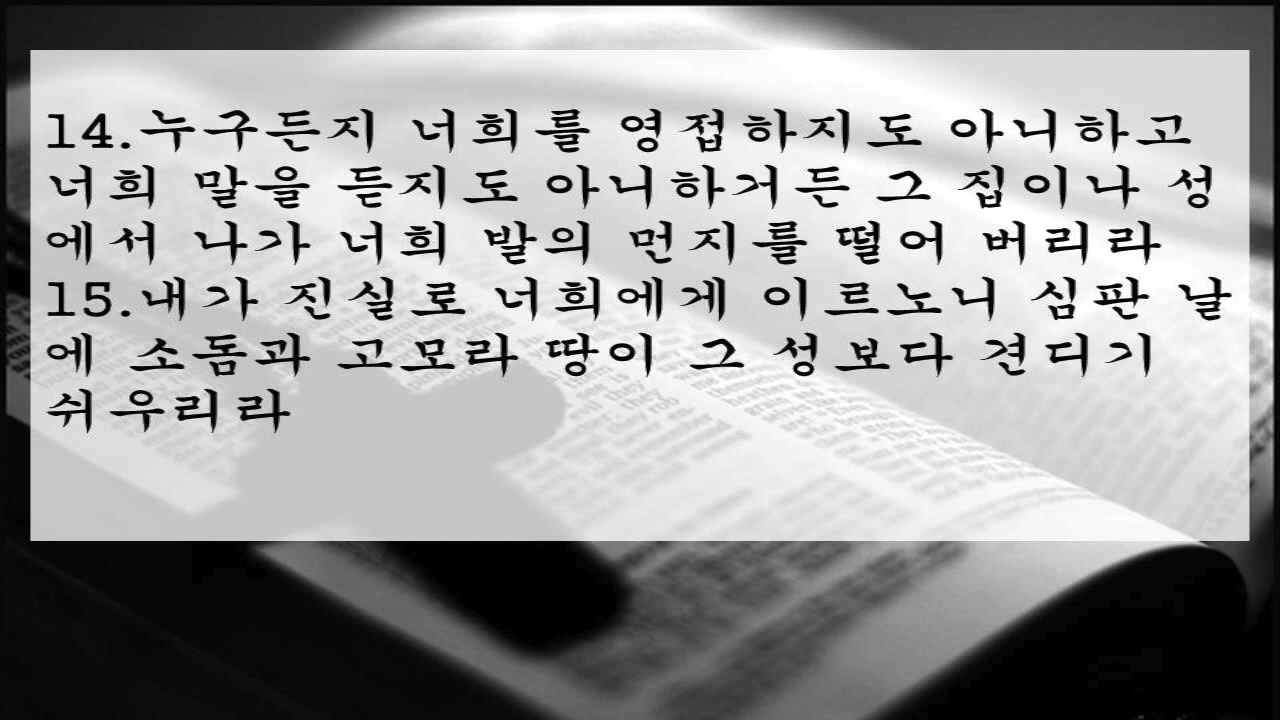 14.누구든지 너희를 영접하지도 아니하고
너희 말을 듣지도 아니하거든 그 집이나 성
에서 나가 너희 발의 먼지를 떨어 버리라
15.내가 진실로 너희에게 이르노니 심판 날
에 소돔과 고모라 땅이 그 성보다 견디기
쉬우리라